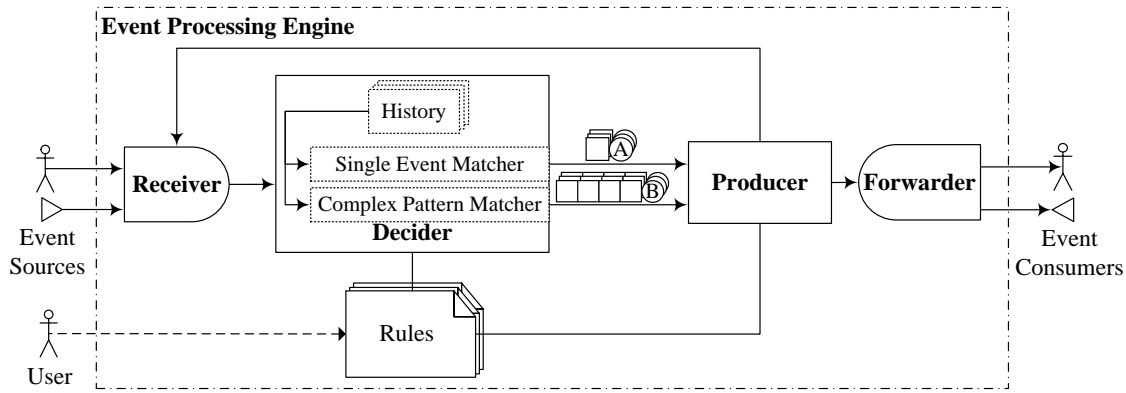 Event Processing Engine
History
Single Event Matcher
Complex Pattern Matcher
Decider
Receiver
A
B
Producer
Forwarder
Event
Sources
Event
Consumers
Rules
User